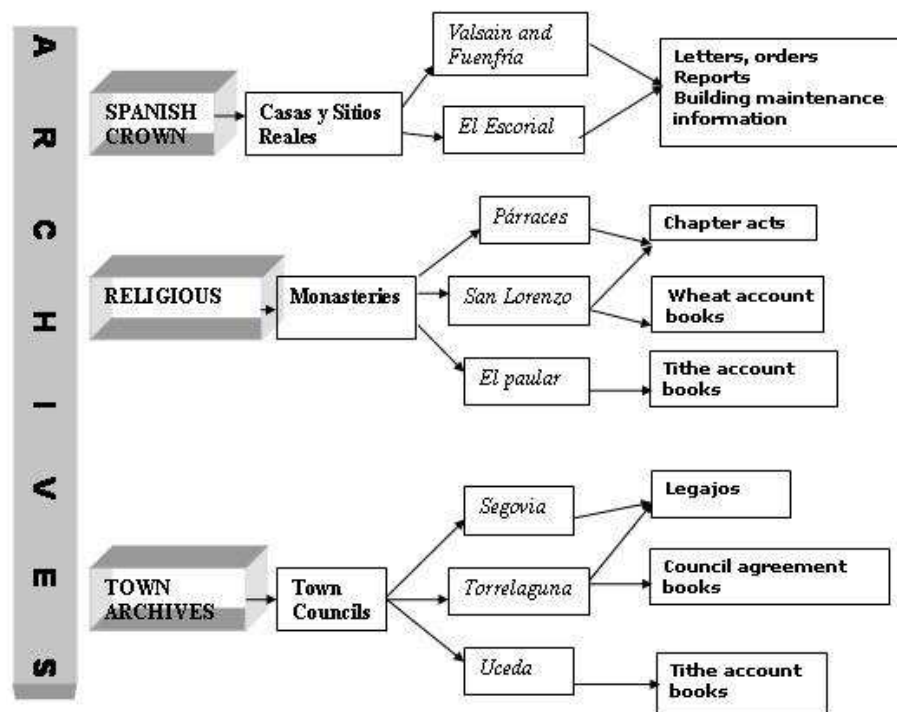 ARCHIVES
SPANISH
CROWN
Casas y Sitios
Reales
Valsain and
Fuenfría
El Escorial
Letters, orders
Reports
Building maintenance
information
RELIGIOUS
Monasteries
Párraces
San Lorenzo
El paular
Chapter acts
Wheat account
books
Tithe account
books
TOWN
ARCHIVES
Town
Councils
Segovia
Torrelaguna
Uceda
Legajos
Council agreement
books
Tithe account
books